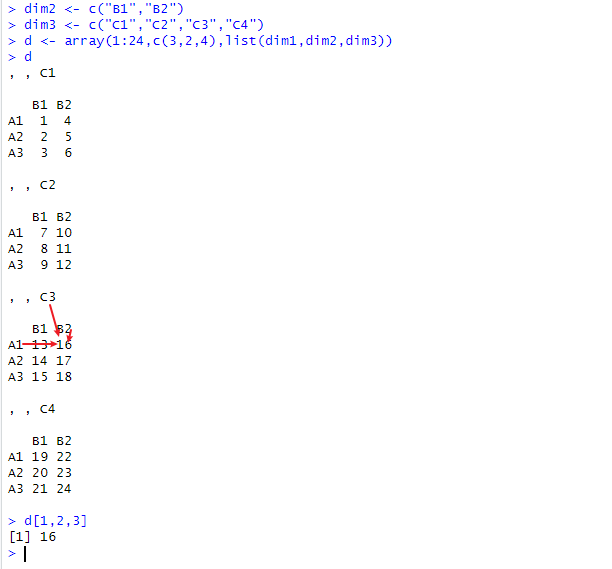 > dim2 <- c("B1","B2")
> dim3 <- c("C1","C2","C3","C4")
> d <- array(1:24,c(3,2,4),list(dim1,dim2,dim3))
> d
, , C1
B1 B2
A1 1 4
A2 2 5
A3 3 6
, , C2
B1 B2
A1 7 10
A2 8 11
A3 9 12
, , C3
B1 B2
A1 13 16
A2 14 17
A3 15 18
, , C4
B1 B2
A1 19 22
A2 20 23
A3 21 24
> d[1,2,3]
[1] 16
>